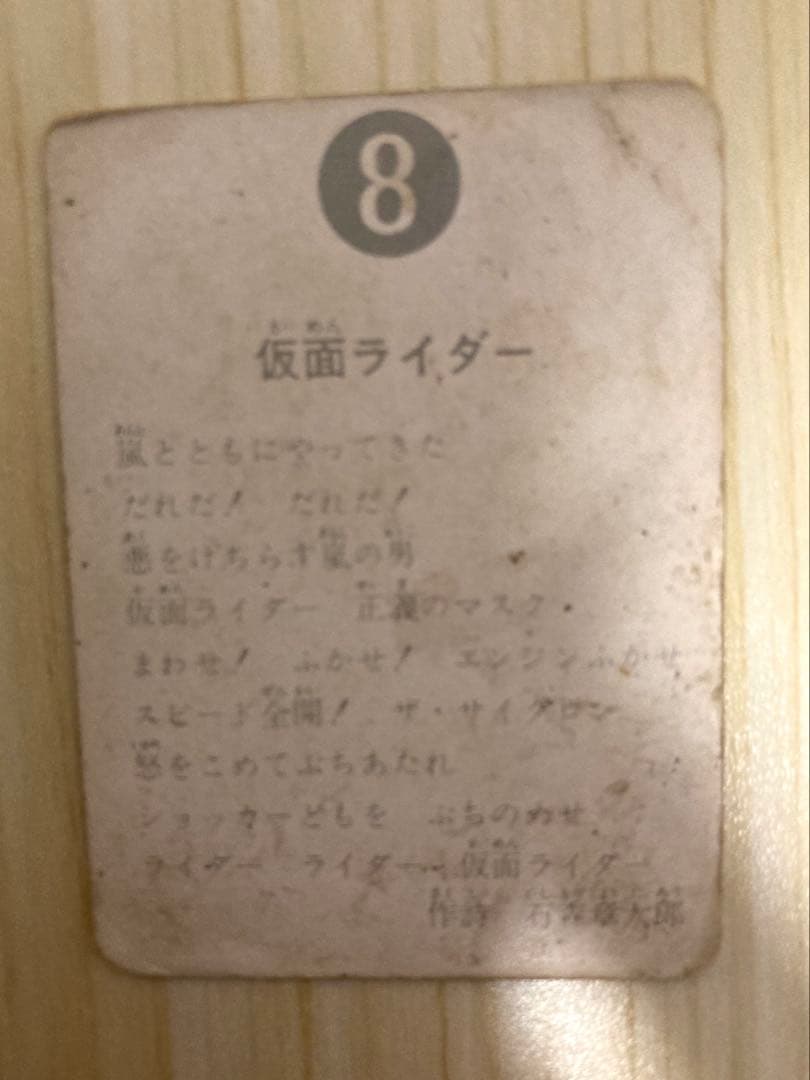 8
仮面ライダー
嵐とともにやってきた
だれだ! だれだ!
悪をけちらす嵐の男
仮面ライダー 正義のマスク
まわせ! ふかせ! エンジンふかせ
スピード全開! ザ・サイクロン
怒をこめてぶちあたれ
ショッカーどもを ぶちのめせ
ライダー ライダー 仮面ライダー
作詩 石森章太郎